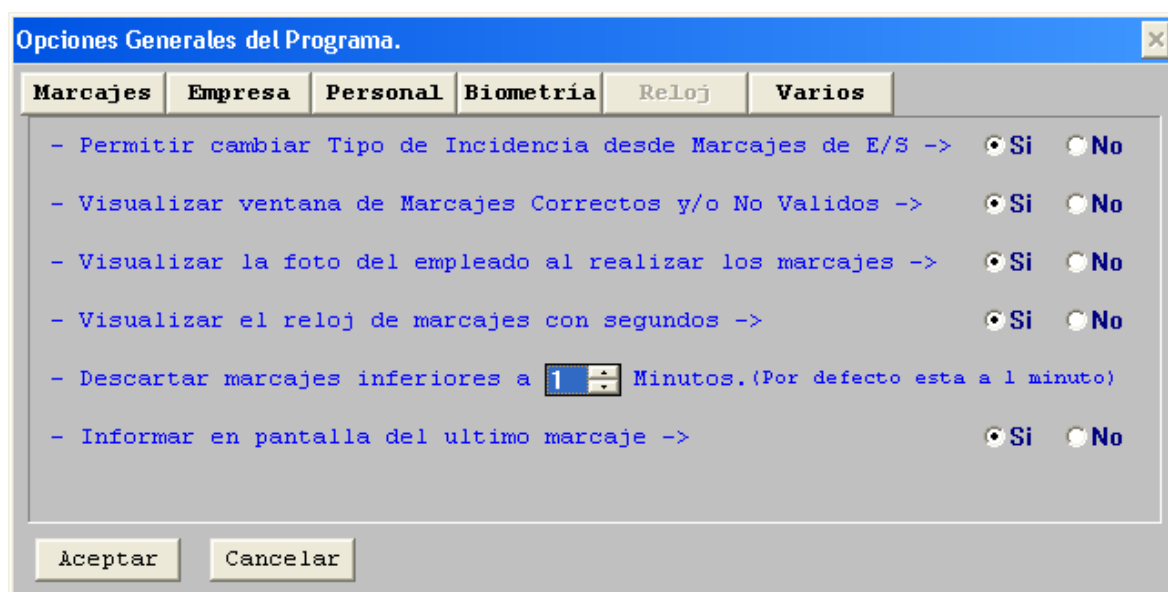 Opciones Generales del Programa.
Marcajes Empresa Personal Biometría Reloj Varios
- Permitir cambiar Tipo de Incidencia desde Marcajes de E/S -> Si No
- Visualizar ventana de Marcajes Correctos y/o No Validos -> Si No
- Visualizar la foto del empleado al realizar los marcajes -> Si No
- Visualizar el reloj de marcajes con segundos -> Si No
- Descartar marcajes inferiores a 1 Minutos.(Por defecto esta a 1 minuto)
- Informar en pantalla del ultimo marcaje -> Si No
Aceptar Cancelar